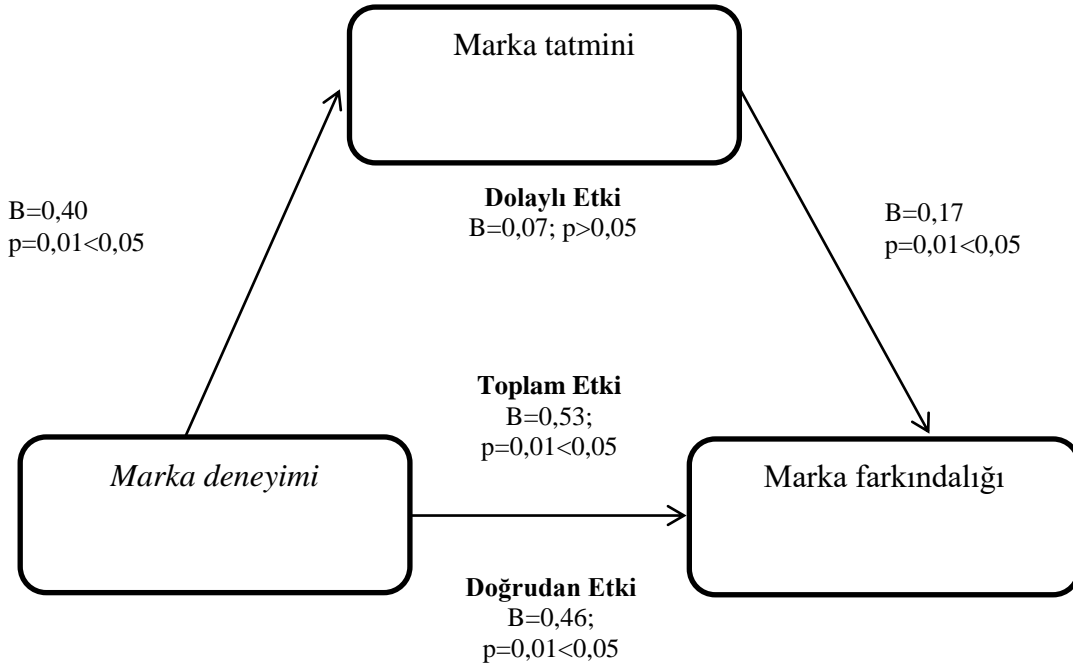 Marka tatmini
Dolaylı Etki
B=0,07; p>0,05
B=0,40
p=0,01<0,05
B=0,17
p=0,01<0,05
Toplam Etki
B=0,53;
p=0,01<0,05
Marka deneyimi
Marka farkındalığı
Doğrudan Etki
B=0,46;
p=0,01<0,05